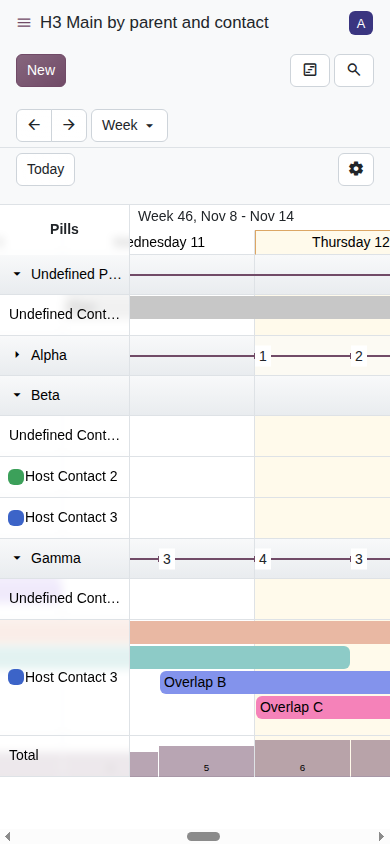 H3 Main by parent and contact
A
New
Week
Today
Week 46, Nov 8 - Nov 14
Pills
ednesday 11
Thursday 12
Undefined P…
Undefined Cont…
Alpha
1
2
Beta
Undefined Cont…
Host Contact 2
Host Contact 3
Gamma
3
4
3
Undefined Cont…
Host Contact 3
Overlap B
Overlap C
Total
5
6